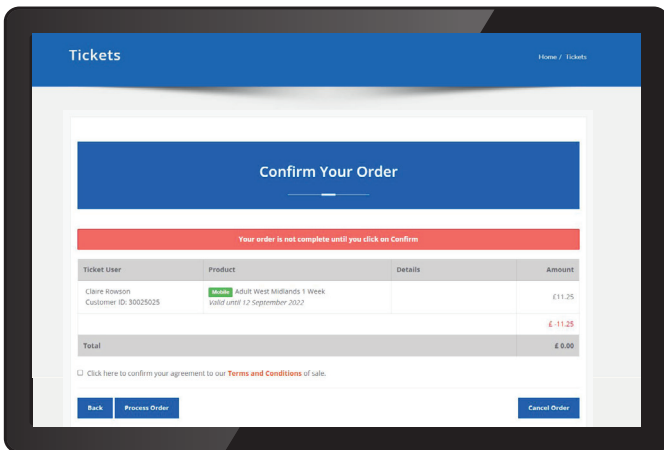 Tickets
Home / Tickets
Confirm Your Order
Your order is not complete until you click on Confirm
Ticket User Product Details Amount
Claire Rowson Mobile Adult West Midlands 1 Week £11.25
Customer ID: 30025025 Valid until 12 September 2022
£ -11.25
Total £ 0.00
Click here to confirm your agreement to our Terms and Conditions of sale.
Back Process Order Cancel Order